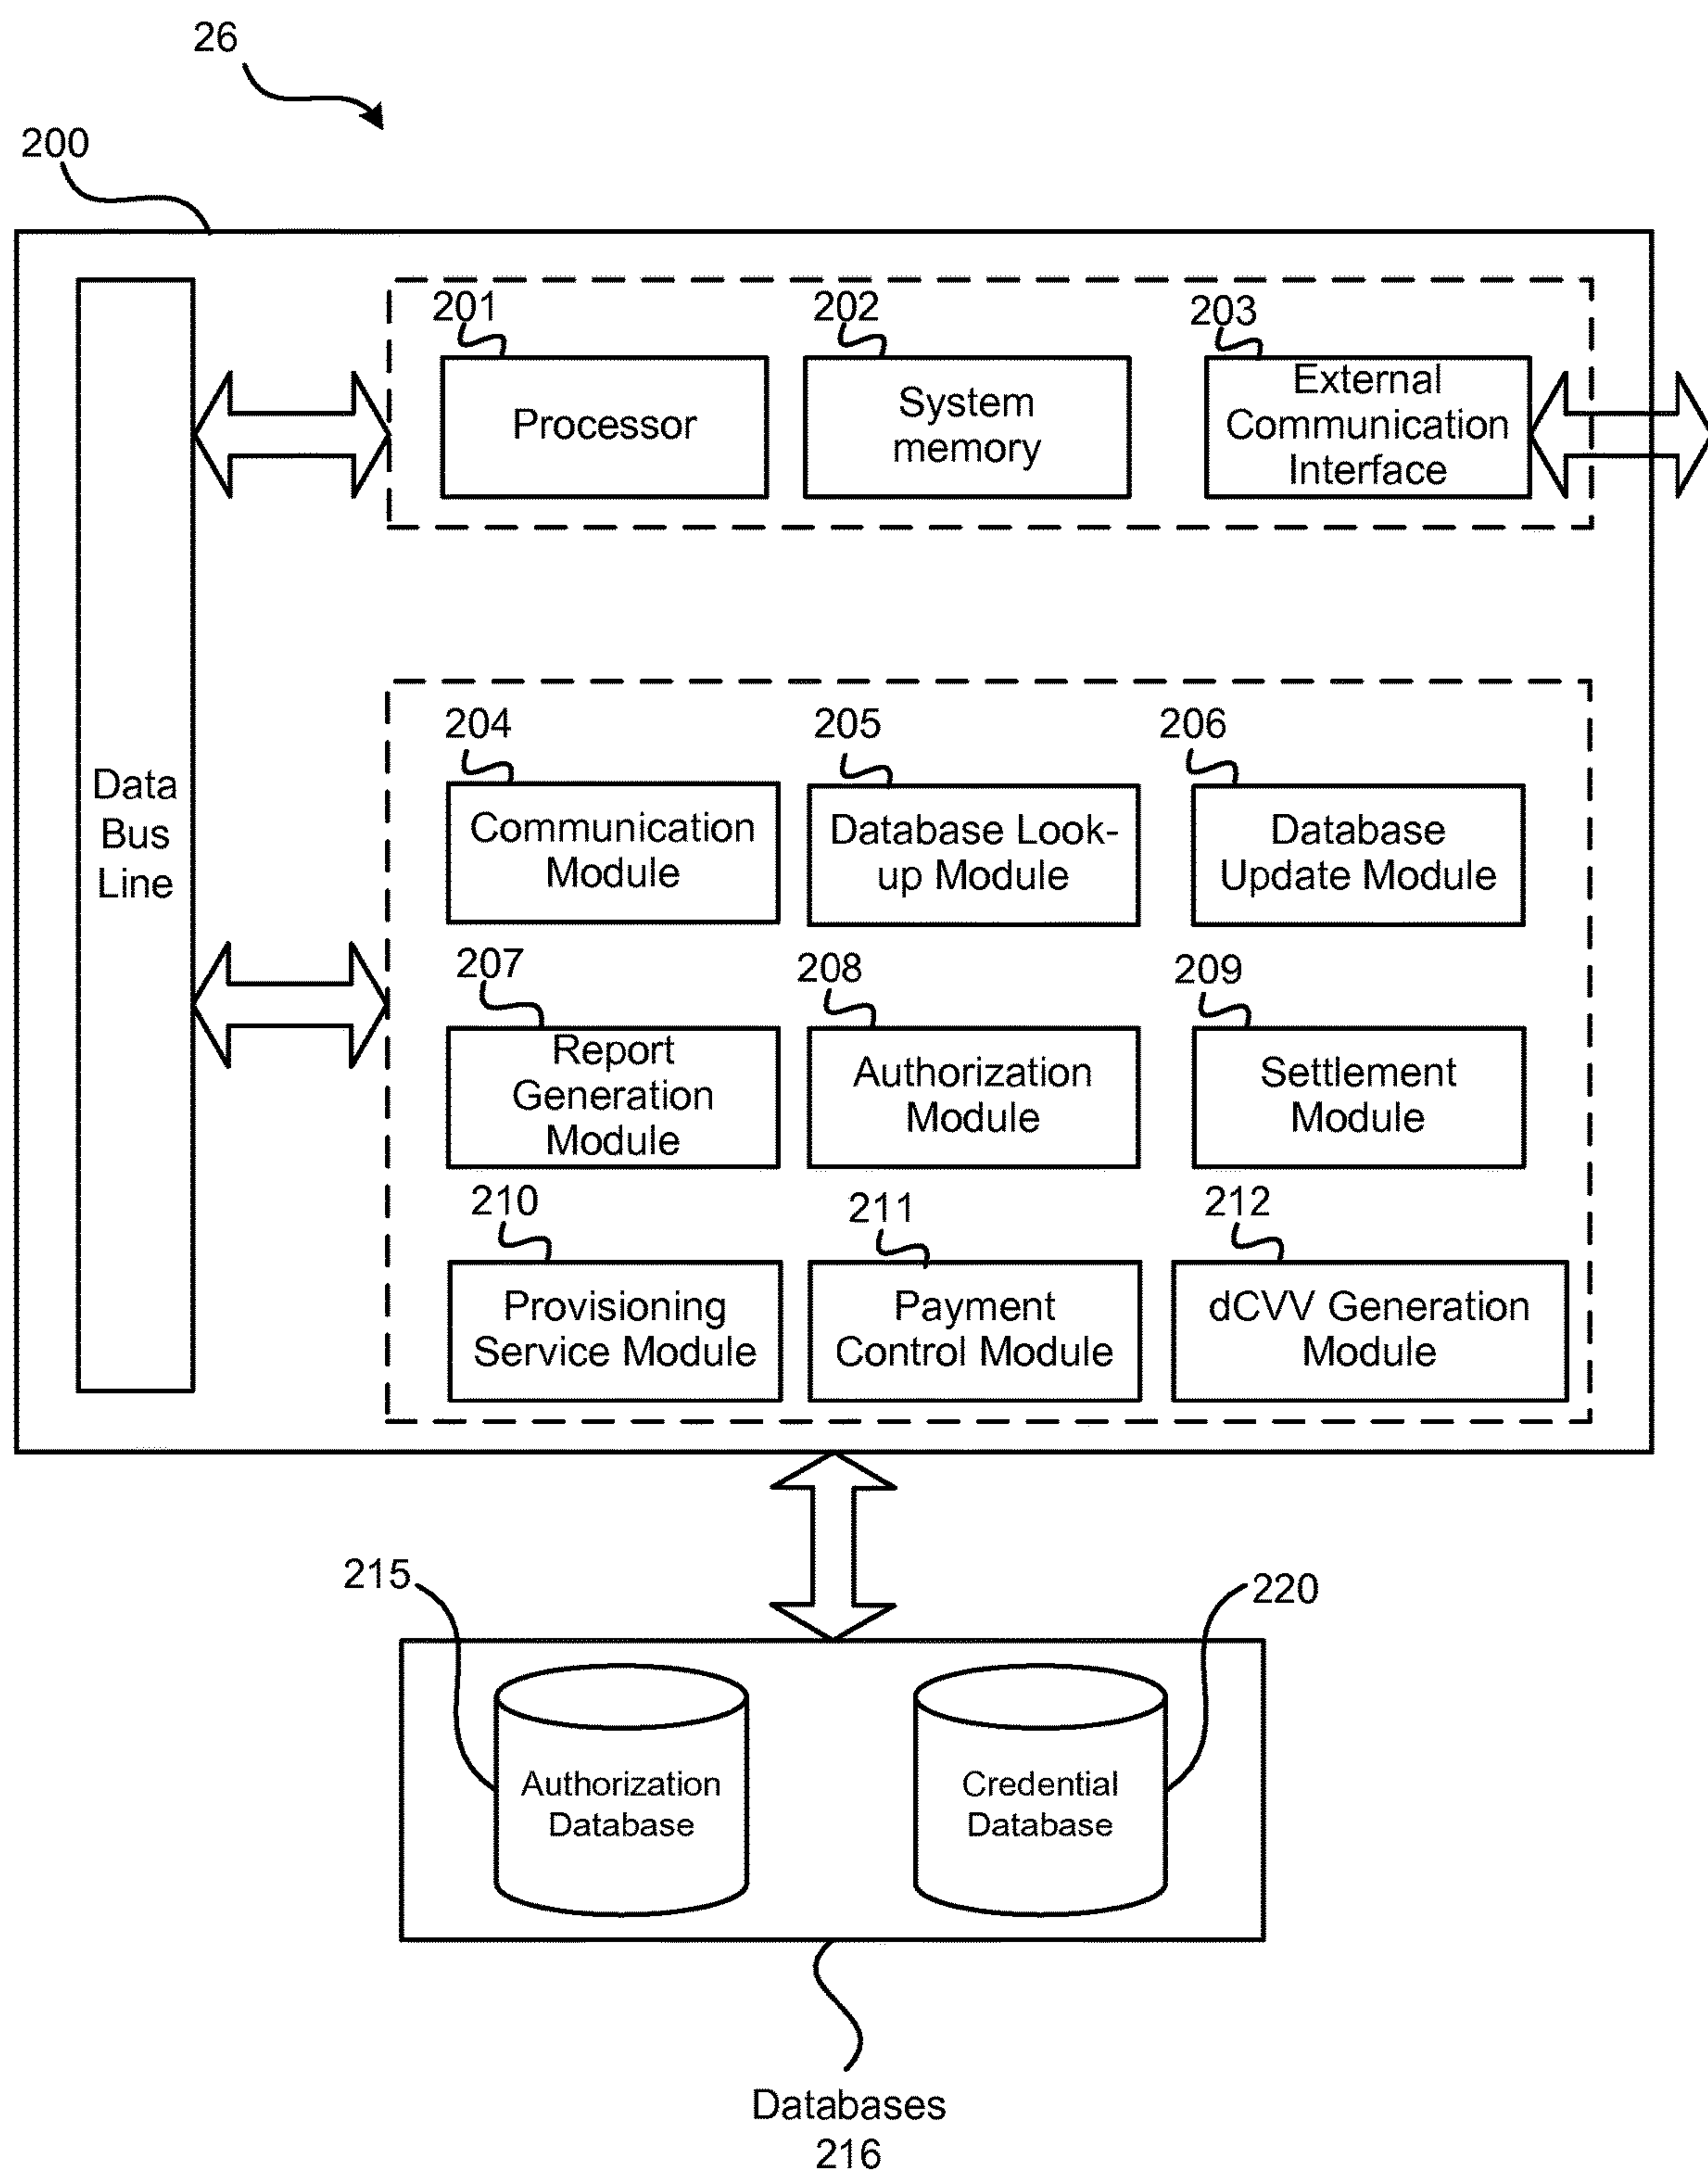 26
200
201
202
203
Processor
System
memory
External
Communication
Interface
Data
Bus
Line
204
205
206
Communication
Module
Database Look-
up Module
Database
Update Module
207
208
209
Report
Generation
Module
Authorization
Module
Settlement
Module
210
211
212
Provisioning
Service Module
Payment
Control Module
dCVV Generation
Module
215
220
Authorization
Database
Credential
Database
Databases
216